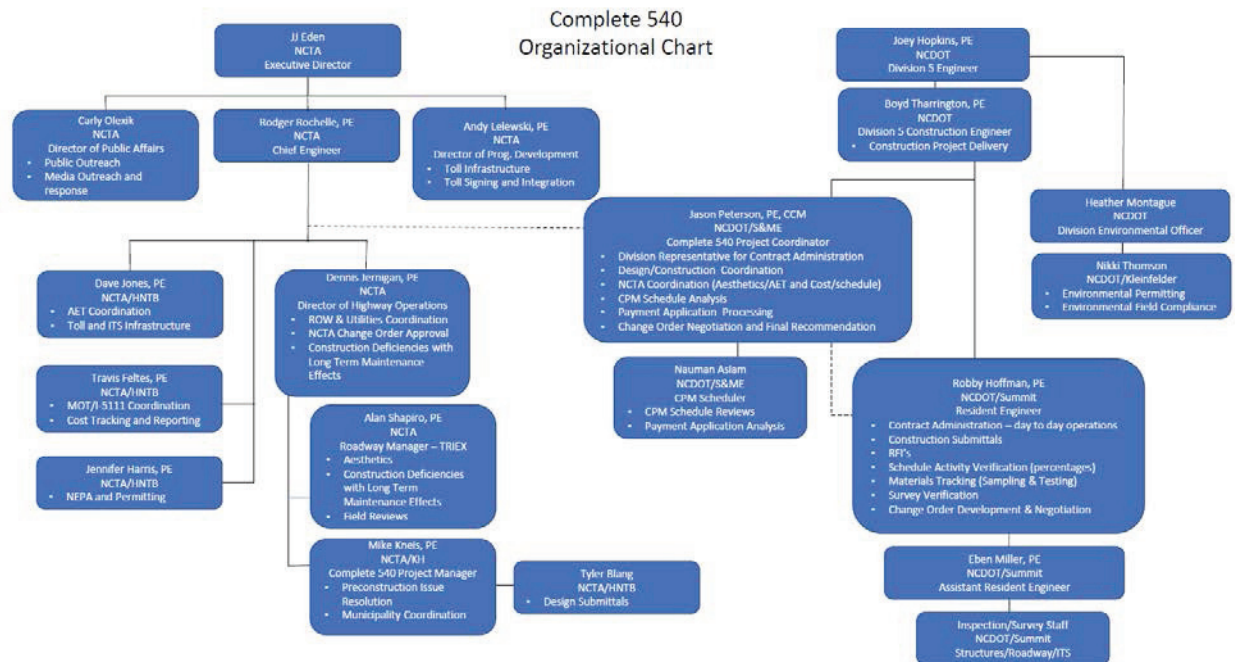 Complete 540
Organizational Chart
JJ Eden
NCTA
Executive Director
Carly Olexik
NCTA
Director of Public Affairs
• Public Outreach
• Media Outreach and
response
Rodger Rochelle, PE
NCTA
Chief Engineer
Andy Lelewski, PE
NCTA
Director of Prog. Development
• Toll Infrastructure
• Toll Signing and Integration
Joey Hopkins, PE
NCDOT
Division 5 Engineer
Boyd Tharrington, PE
NCDOT
Division 5 Construction Engineer
• Construction Project Delivery
Heather Montague
NCDOT
Division Environmental Officer
Nikki Thomson
NCDOT/Kleinfelder
• Environmental Permitting
• Environmental Field Compliance
Jason Peterson, PE, CCM
NCDOT/S&ME
Complete 540 Project Coordinator
• Division Representative for Contract Administration
• Design/Construction Coordination
• NCTA Coordination (Aesthetics/AET and Cost/schedule)
• CPM Schedule Analysis
• Payment Application Processing
• Change Order Negotiation and Final Recommendation
Dave Jones, PE
NCTA/HNTB
• AET Coordination
• Toll and ITS Infrastructure
Dennis Jernigan, PE
NCTA
Director of Highway Operations
• ROW & Utilities Coordination
• NCTA Change Order Approval
• Construction Deficiencies with
Long Term Maintenance
Effects
Travis Feltes, PE
NCTA/HNTB
• MOT/I-5111 Coordination
• Cost Tracking and Reporting
Jennifer Harris, PE
NCTA/HNTB
• NEPA and Permitting
Alan Shapiro, PE
NCTA
Roadway Manager – TRIEX
• Aesthetics
• Construction Deficiencies
with Long Term
Maintenance Effects
• Field Reviews
Mike Kneis, PE
NCTA/KH
Complete 540 Project Manager
• Preconstruction Issue
Resolution
• Municipality Coordination
Tyler Blang
NCTA/HNTB
• Design Submittals
Nauman Aslam
NCDOT/S&ME
CPM Scheduler
• CPM Schedule Reviews
• Payment Application Analysis
Robby Hoffman, PE
NCDOT/Summit
Resident Engineer
• Contract Administration – day to day operations
• Construction Submittals
• RFI's
• Schedule Activity Verification (percentages)
• Materials Tracking (Sampling & Testing)
• Survey Verification
• Change Order Development & Negotiation
Eben Miller, PE
NCDOT/Summit
Assistant Resident Engineer
Inspection/Survey Staff
NCDOT/Summit
Structures/Roadway/ITS